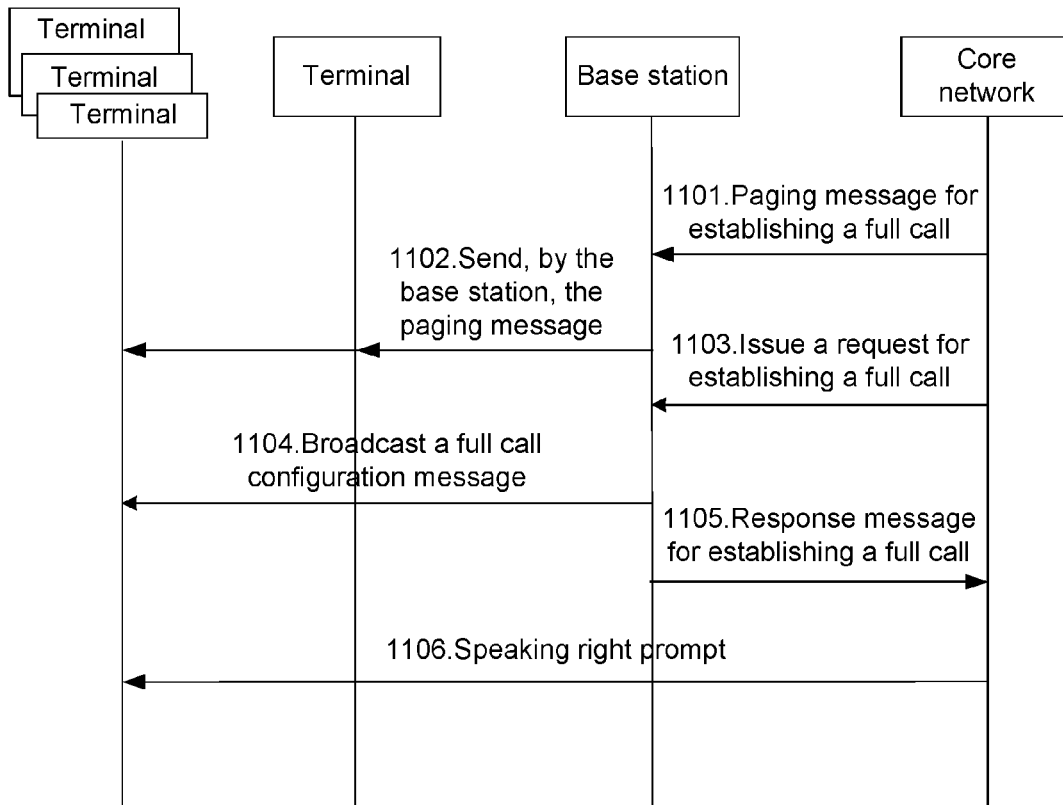 Terminal
Terminal
Terminal
Terminal
Base station
Core
network
1101.Paging message for
establishing a full call
1102.Send, by the
base station, the
paging message
1103.Issue a request for
establishing a full call
1104.Broadcast a full call
configuration message
1105.Response message
for establishing a full call
1106.Speaking right prompt